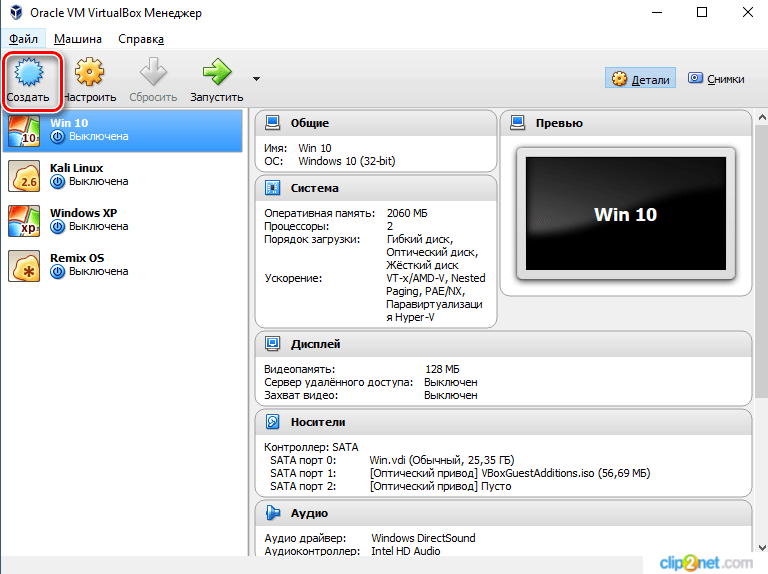 Oracle VM VirtualBox Менеджер
Файл Машина Справка
Создать Настроить Сбросить Запустить Детали Снимки
Win 10
Выключена
10
Kali Linux
Выключена
2.6
Windows XP
Выключена
xp
Remix OS
Выключена
Общие
Имя: Win 10
ОС: Windows 10 (32-bit)
Превью
Win 10
Система
Оперативная память: 2060 МБ
Процессоры: 2
Порядок загрузки: Гибкий диск,
Оптический диск,
Жёсткий диск
Ускорение: VT-x/AMD-V, Nested
Paging, PAE/NX,
Паравиртуализаци
я Hyper-V
Дисплей
Видеопамять: 128 МБ
Сервер удалённого доступа: Выключен
Захват видео: Выключен
Носители
Контроллер: SATA
SATA порт 0: Win.vdi (Обычный, 25,35 ГБ)
SATA порт 1: [Оптический привод] VBoxGuestAdditions.iso (56,69 МБ)
SATA порт 2: [Оптический привод] Пусто
Аудио
Аудио драйвер: Windows DirectSound
Аудиоконтроллер: Intel HD Audio
clip2net.com